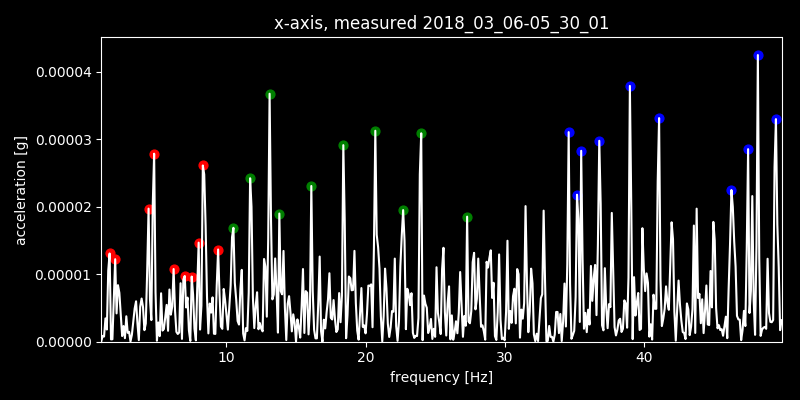 x-axis, measured 2018_03_06-05_30_01
acceleration [g]
0.00004
0.00003
0.00002
0.00001
0.00000
10 20 30 40
frequency [Hz]